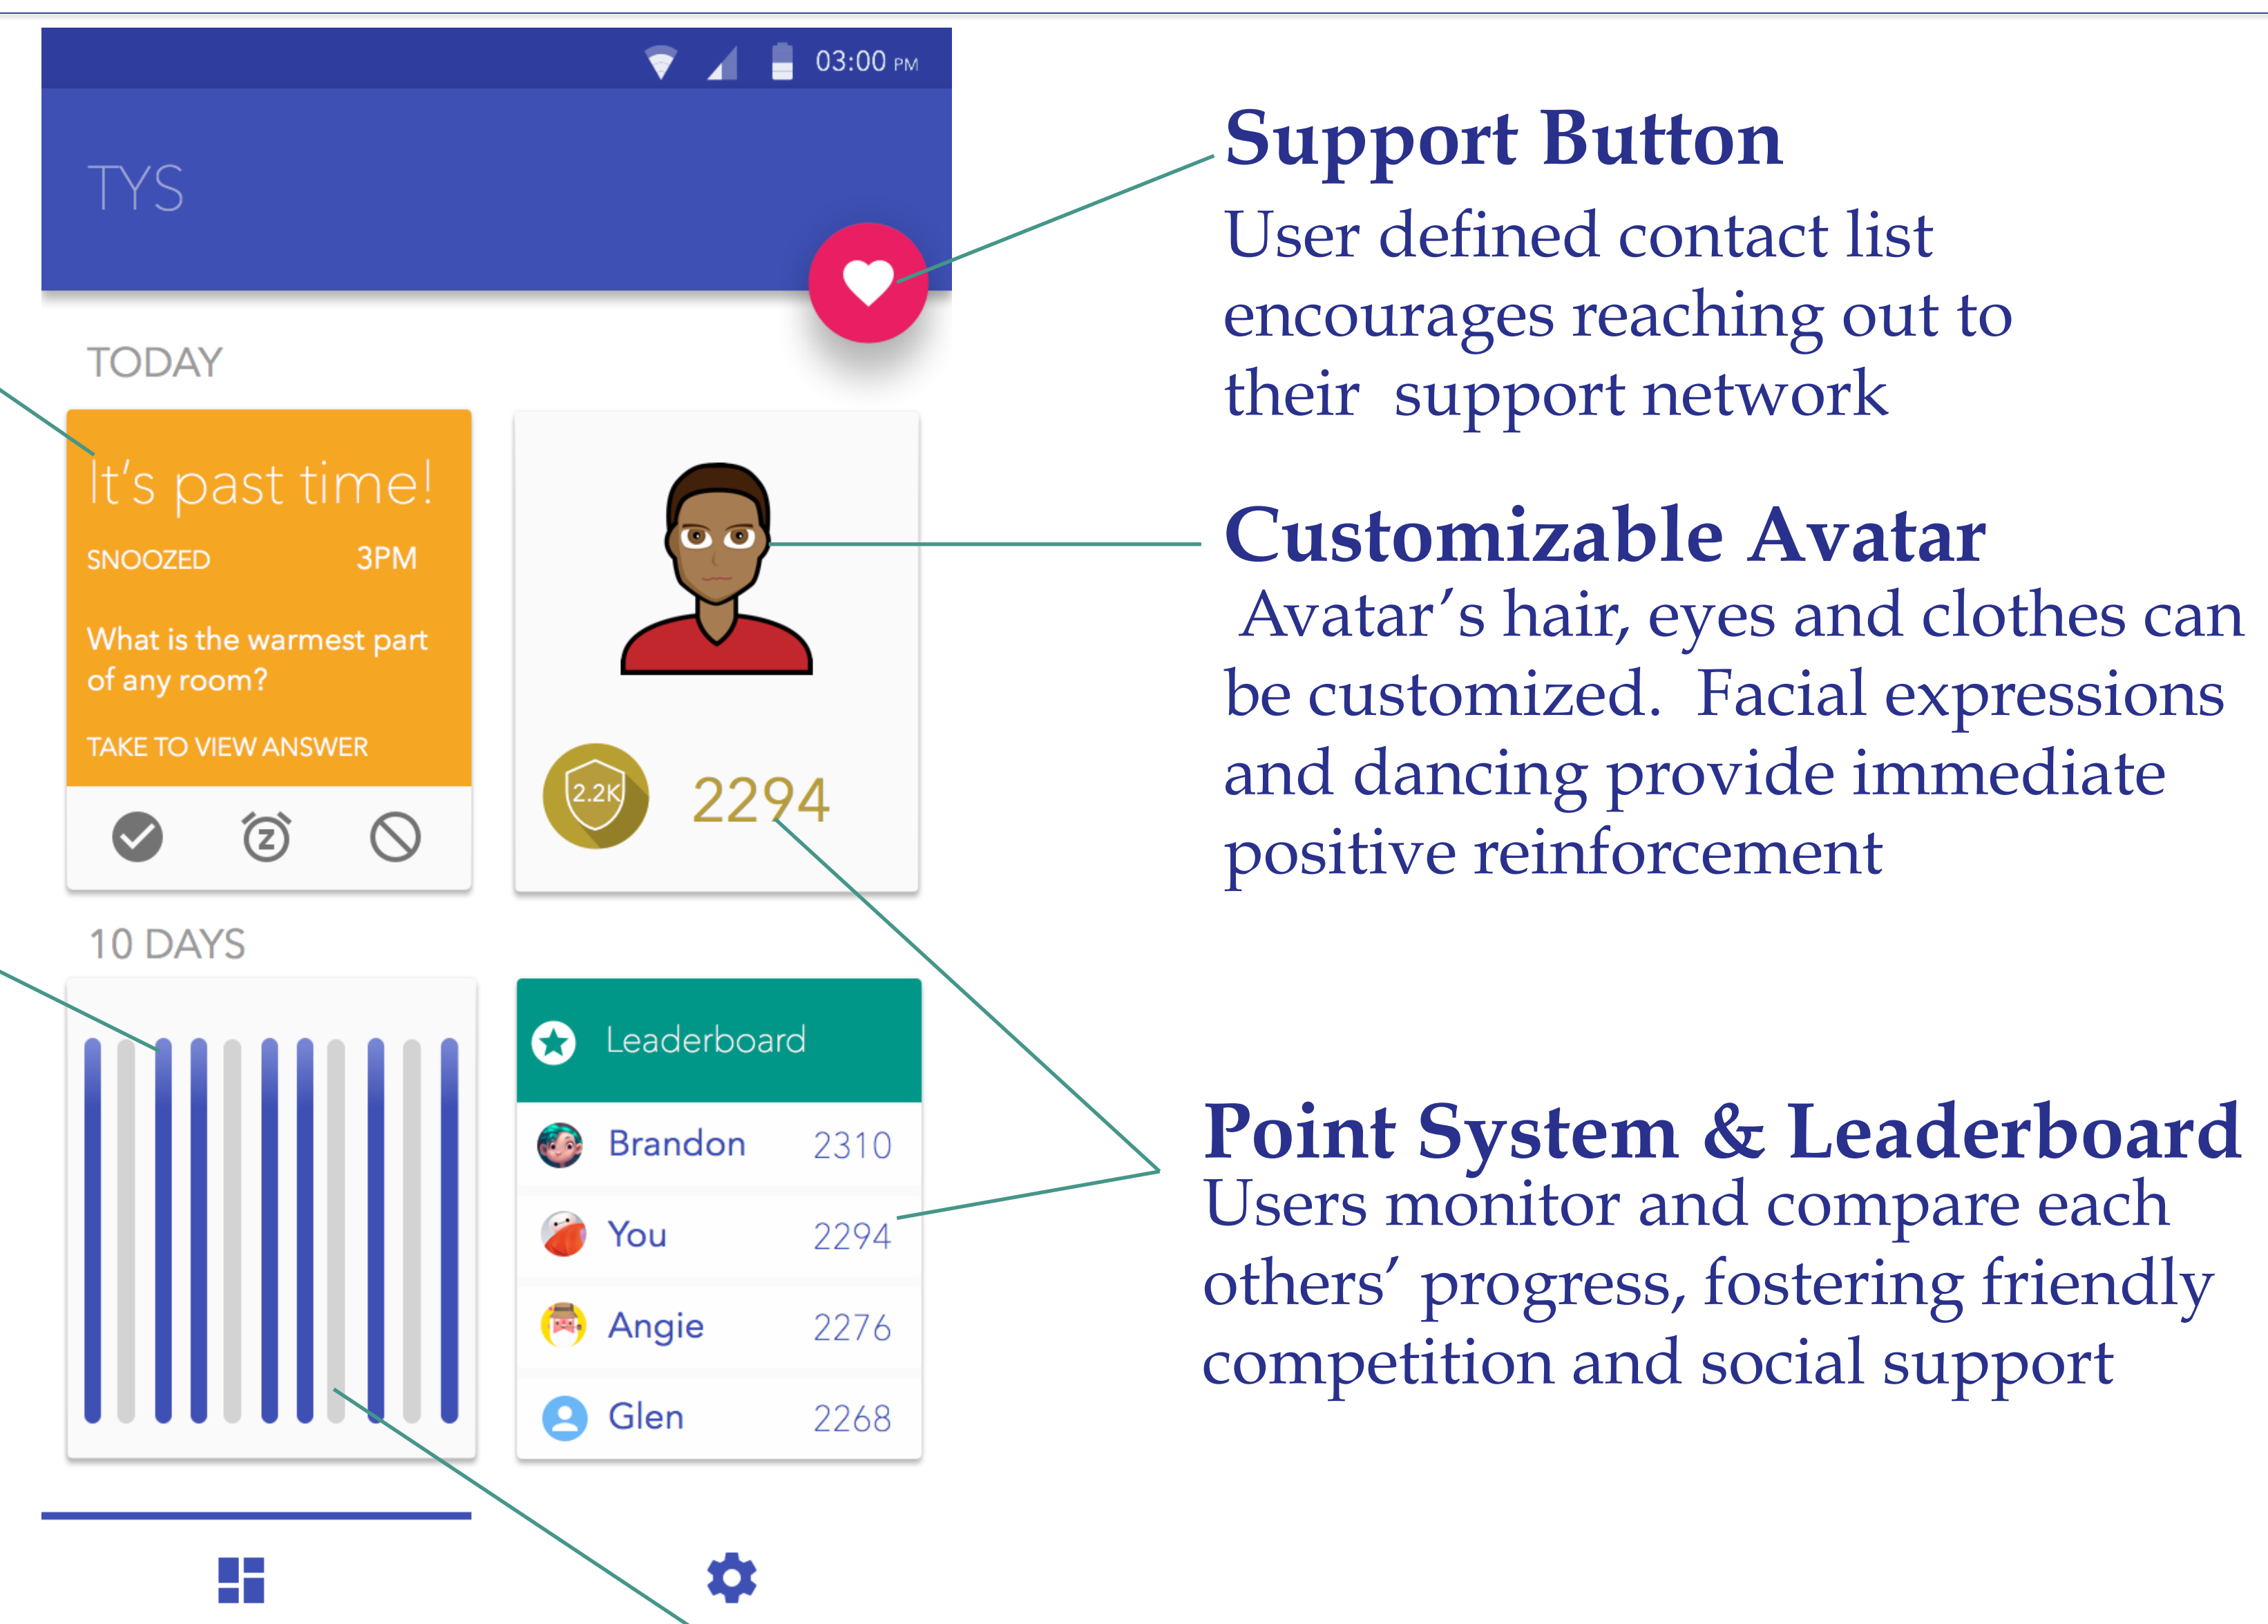 03:00 PM
TYS
TODAY
It's past time!
SNOOZED 3PM
What is the warmest part
of any room?
TAKE TO VIEW ANSWER
2.2K 2294
10 DAYS
Leaderboard
Brandon 2310
You 2294
Angie 2276
Glen 2268
Support Button
User defined contact list
encourages reaching out to
their support network
Customizable Avatar
Avatar's hair, eyes and clothes can
be customized. Facial expressions
and dancing provide immediate
positive reinforcement
Point System & Leaderboard
Users monitor and compare each
others' progress, fostering friendly
competition and social support